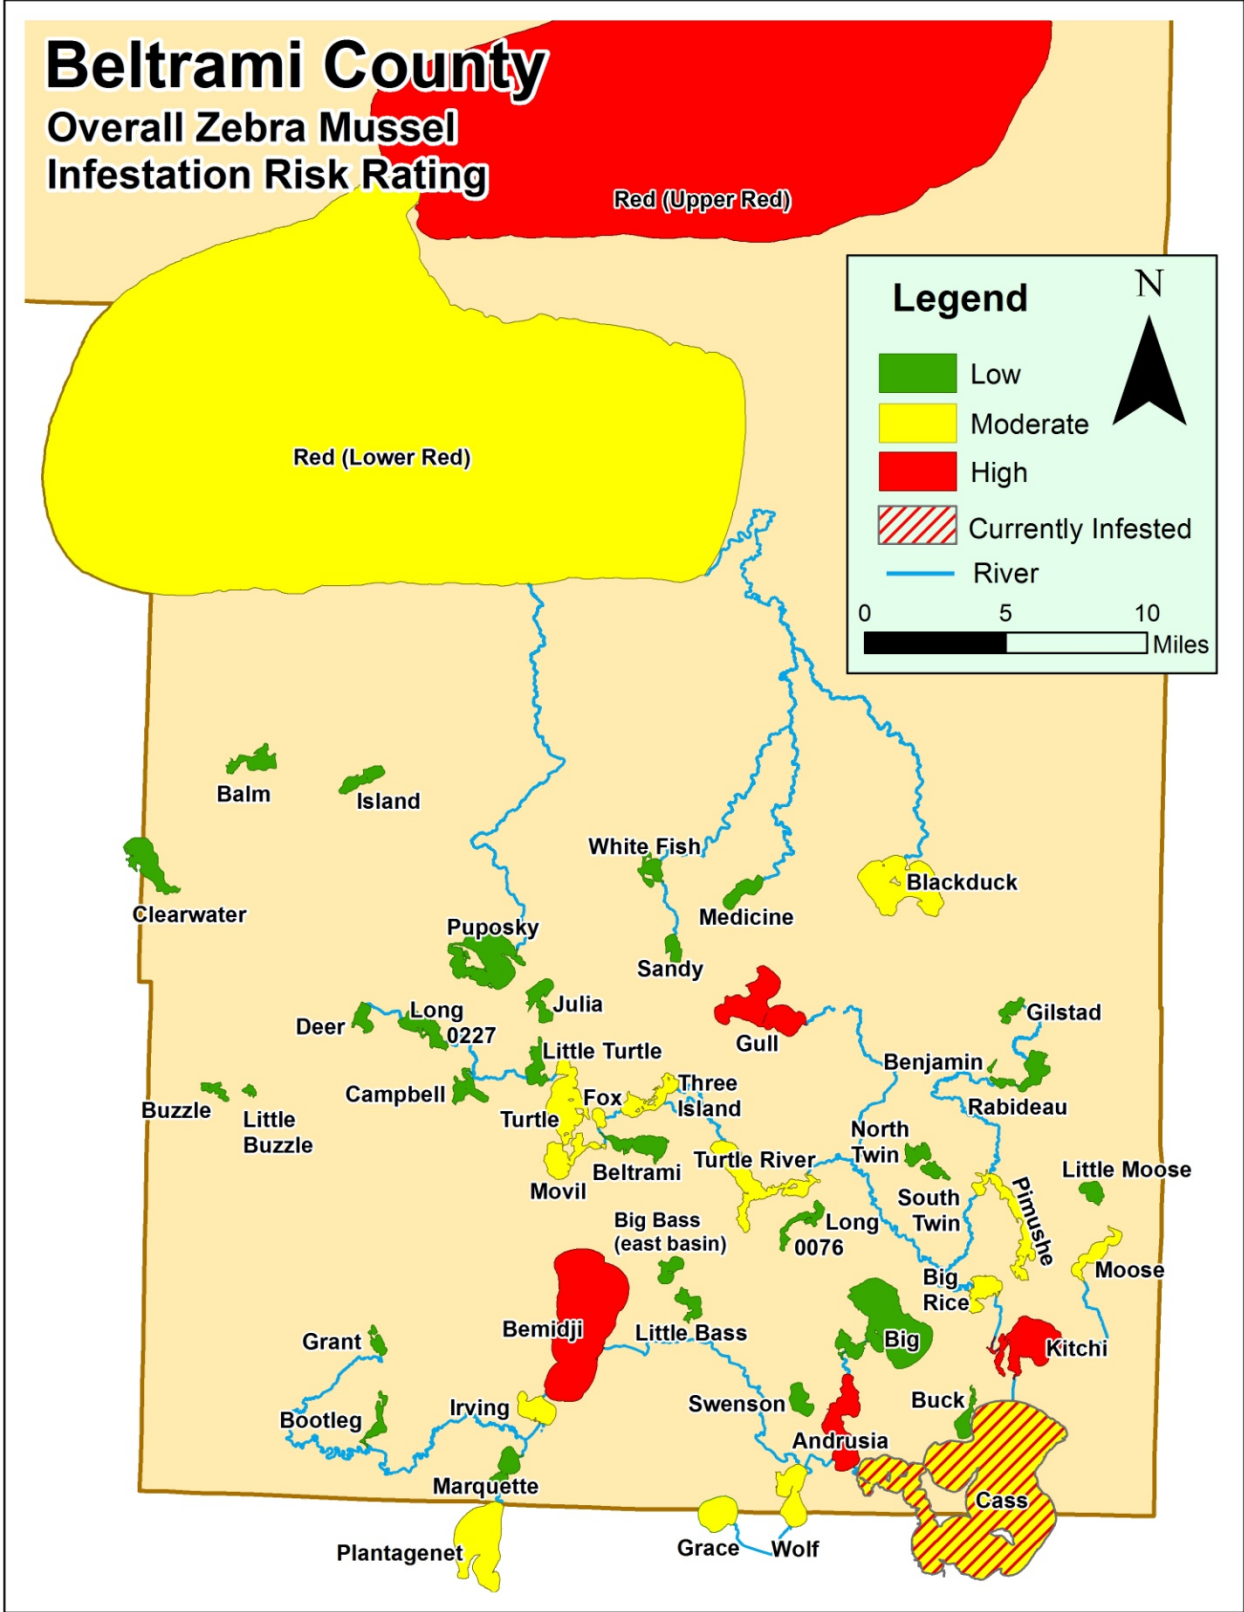 Beltrami County
Overall Zebra Mussel
Infestation Risk Rating
Red (Upper Red)
Legend
N
Low
Moderate
High
Currently Infested
River
0 5 10
Miles
Red (Lower Red)
Balm
Island
White Fish
Blackduck
Clearwater
Medicine
Puposky
Sandy
Julia
Long
0227
Deer
Gilstad
Gull
Little Turtle
Benjamin
Campbell
Fox
Three
Island
Buzzle
Little
Buzzle
Turtle
Rabideau
North
Twin
Turtle River
Beltrami
Little Moose
Movil
South
Twin
Pimushe
Big Bass
(east basin)
Long
0076
Moose
Big
Rice
Bemidji
Little Bass
Grant
Big
Kitchi
Irving
Swenson
Buck
Bootleg
Andrusia
Marquette
Cass
Plantagenet
Grace
Wolf